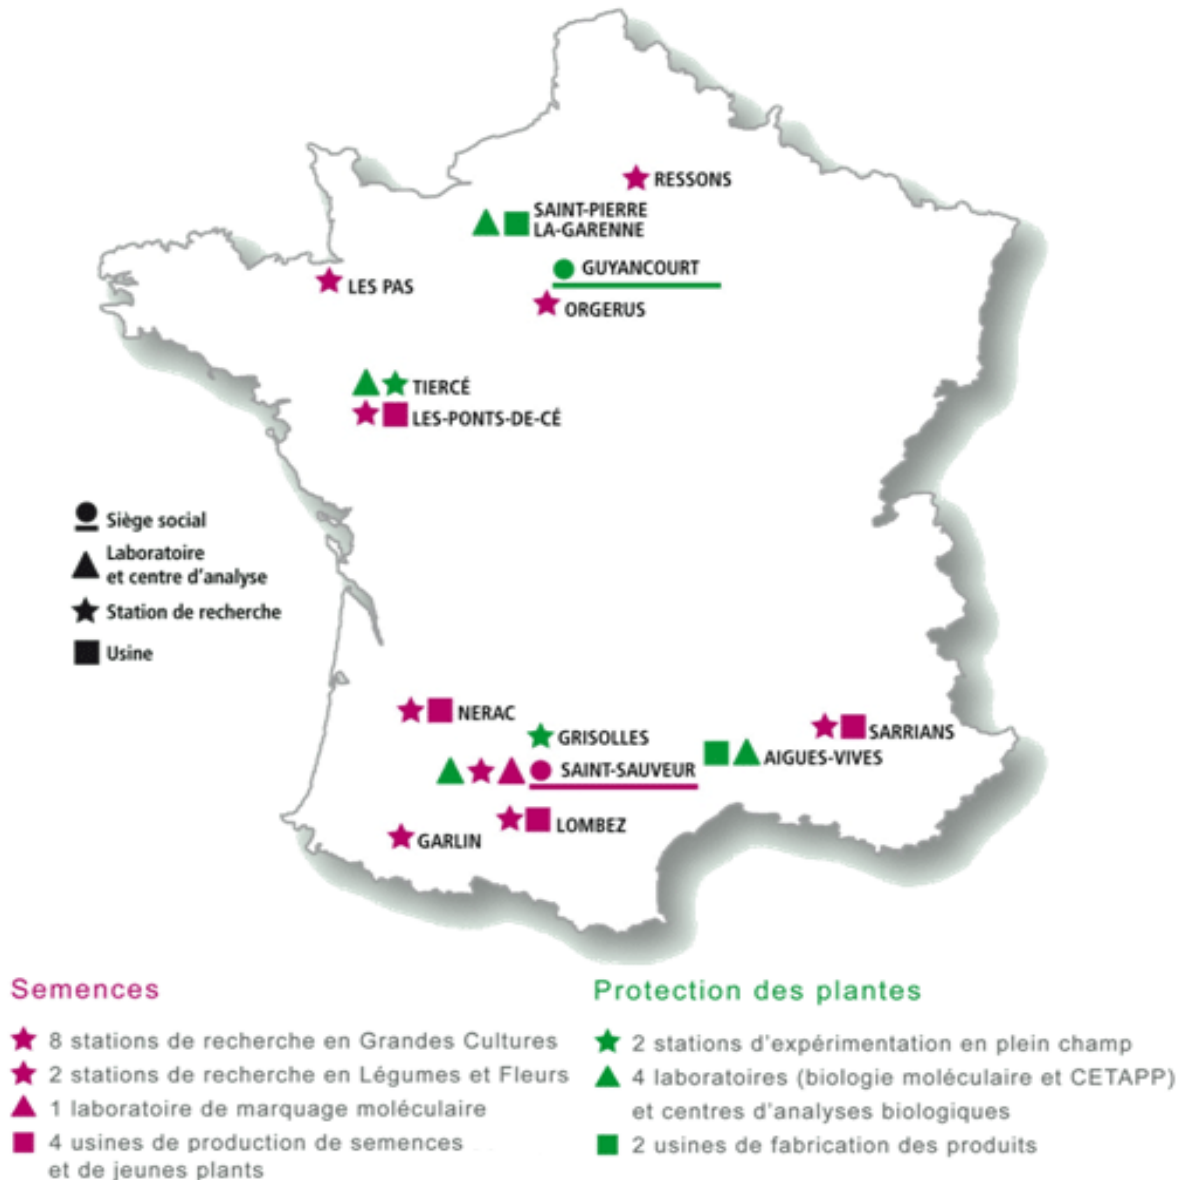 RESSONS
SAINT-PIERRE
LA-GARENNE
GUYANCOURT
LES PAS
ORGERUS
TIERCÉ
LES-PONTS-DE-CÉ
Siège social
Laboratoire
et centre d'analyse
Station de recherche
Usine
NERAC
GRISOLLES
SARRIANS
AIGUES-VIVES
SAINT-SAUVEUR
LOMBEZ
GARLIN
Semences
8 stations de recherche en Grandes Cultures
2 stations de recherche en Légumes et Fleurs
1 laboratoire de marquage moléculaire
4 usines de production de semences
et de jeunes plants
Protection des plantes
2 stations d'expérimentation en plein champ
4 laboratoires (biologie moléculaire et CETAPP)
et centres d'analyses biologiques
2 usines de fabrication des produits